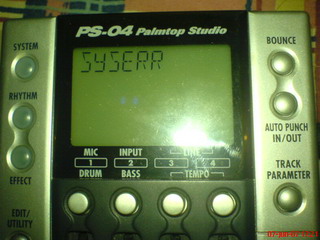 PS-04 Palmtop Studio
SYSERR
SYSTEM
BOUNCE
RHYTHM
AUTO PUNCH
IN/OUT
EFFECT
MIC INPUT LINE
1 2 3 4
DRUM BASS TEMPO
TRACK
PARAMETER
EDIT/
UTILITY